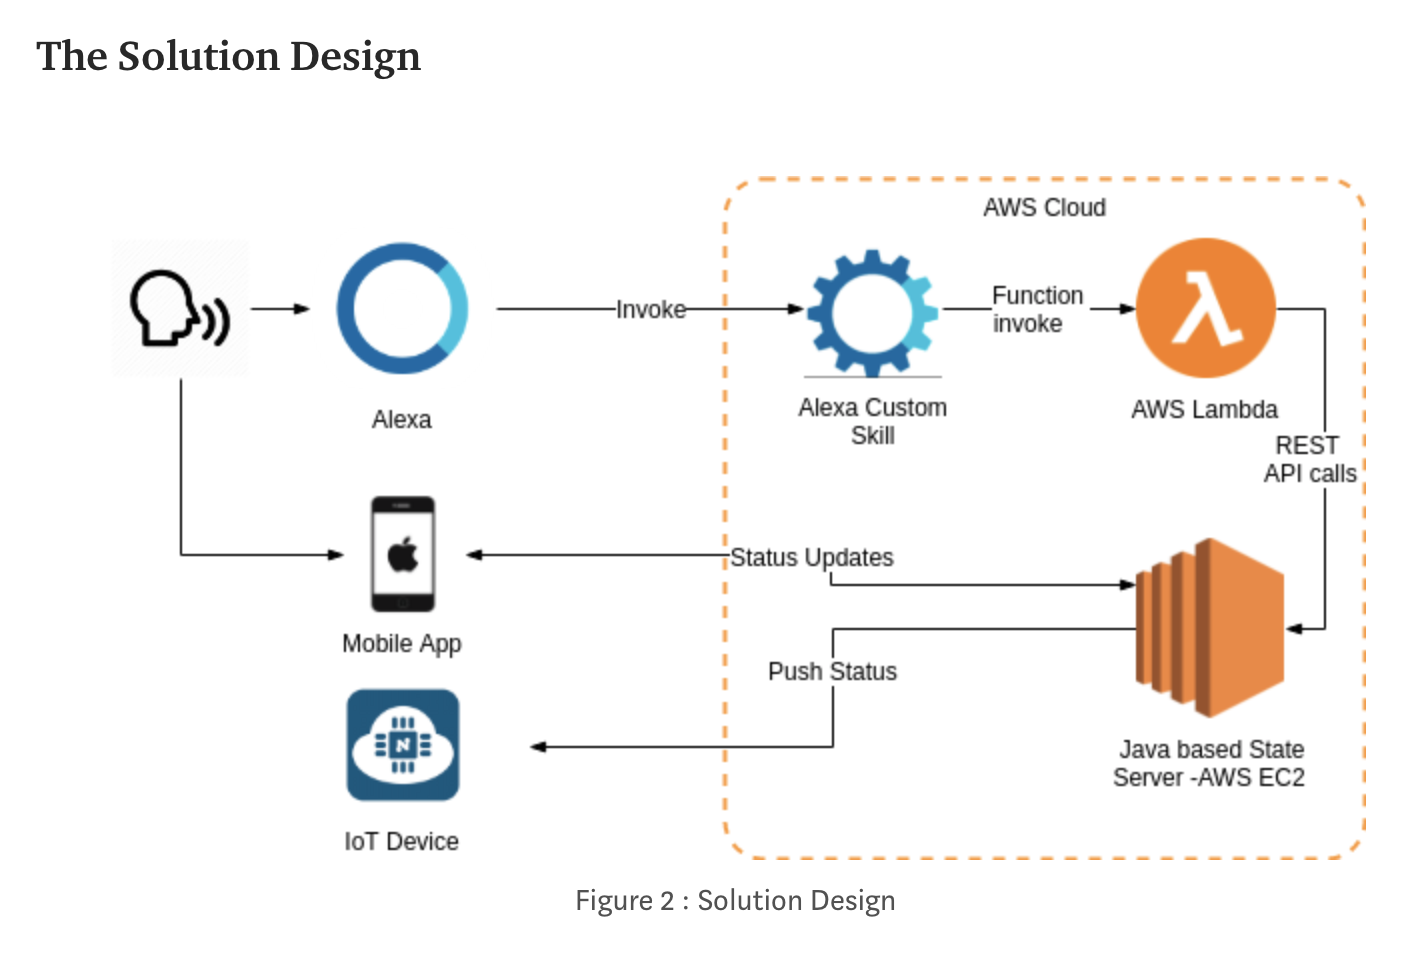 The Solution Design
AWS Cloud
Invoke
Function
invoke
Alexa
Alexa Custom
Skill
AWS Lambda
REST
API calls
Status Updates
Mobile App
Push Status
Java based State
Server -AWS EC2
N
IoT Device
Figure 2 : Solution Design